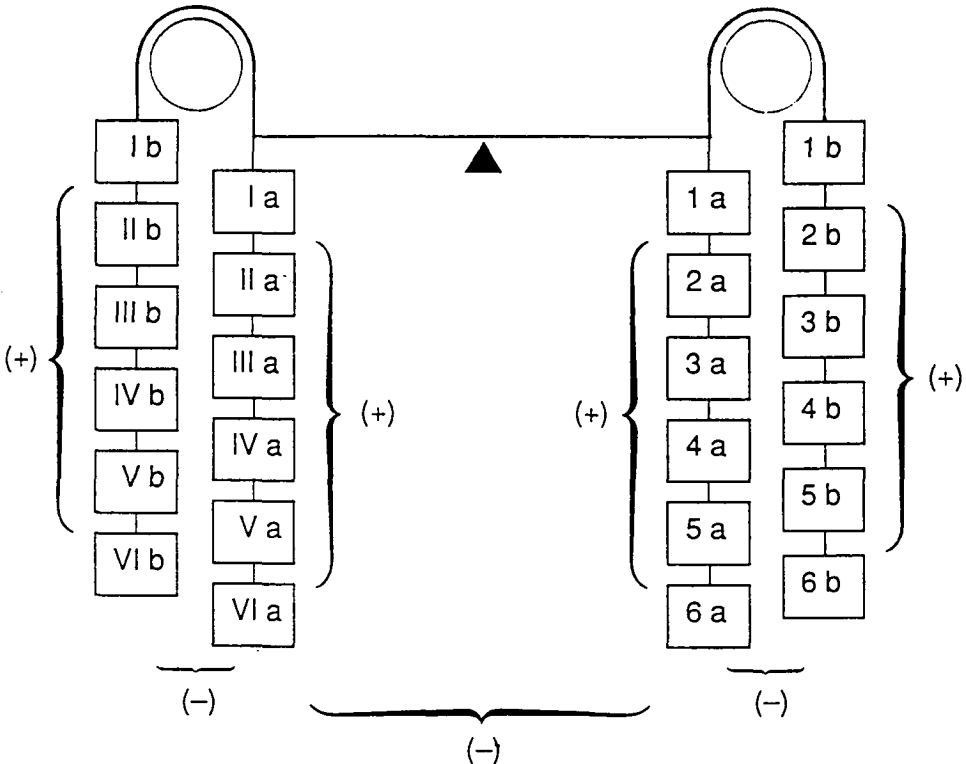 I b
II b
III b
IV b
V b
VI b
(+)
I a
II a
III a
IV a
V a
VI a
(+)
(–)
1 a
2 a
3 a
4 a
5 a
6 a
(+)
1 b
2 b
3 b
4 b
5 b
6 b
(+)
(–)
(–)